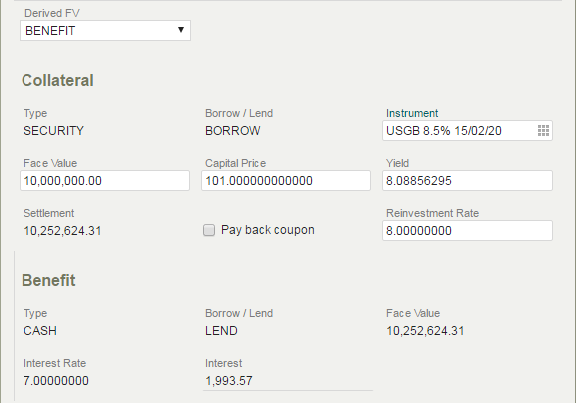 Derived FV
BENEFIT
Collateral
Type Borrow / Lend Instrument
SECURITY BORROW USGB 8.5% 15/02/20
Face Value Capital Price Yield
10,000,000.00 101.000000000000 8.08856295
Settlement Reinvestment Rate
10,252,624.31 Pay back coupon 8.00000000
Benefit
Type Borrow / Lend Face Value
CASH LEND 10,252,624.31
Interest Rate Interest
7.00000000 1,993.57